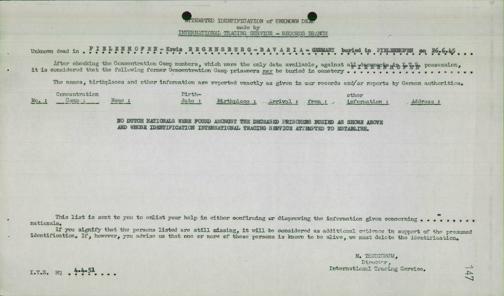 ATTEMPTED IDENTIFICATION of UNKNOWN DEAD
made by
INTERNATIONAL TRACING SERVICE - RECORDS BRANCH
Unknown dead in PIELENHOFEN-Kreis REGENSBURG-BAVARIA-GERMANY buried in PIELENHOFEN on 26.6.45
After checking the Concentration Camp numbers, which were the only data available, against all documents in I.T.S. possession,
it is considered that the following former Concentration Camp prisoners may be buried in cemetery PIELENHOFEN
The names, birthplaces and other information are reported exactly as given in our records and/or reports by German authorities.
Concentration Birth- other
No.: Camp: Name: Date: Birthplace: Arrival: from: information: Address:
NO DUTCH NATIONALS WERE FOUND AMONGST THE DECEASED PRISONERS BURIED AS SHOWN ABOVE
AND WHOSE IDENTIFICATION INTERNATIONAL TRACING SERVICE ATTEMPTED TO ESTABLISH.
This list is sent to you to enlist your help in either confirming or disproving the information given concerning ........
nationals.
If you signify that the persons listed are still missing, it will be considered as additional evidence in support of the presumed
identification. If, however, you advise us that one or more of these persons is known to be alive, we must delete the identification.
M.
Director,
International Tracing Service.
I.T.S. HQ 4.4.51
147